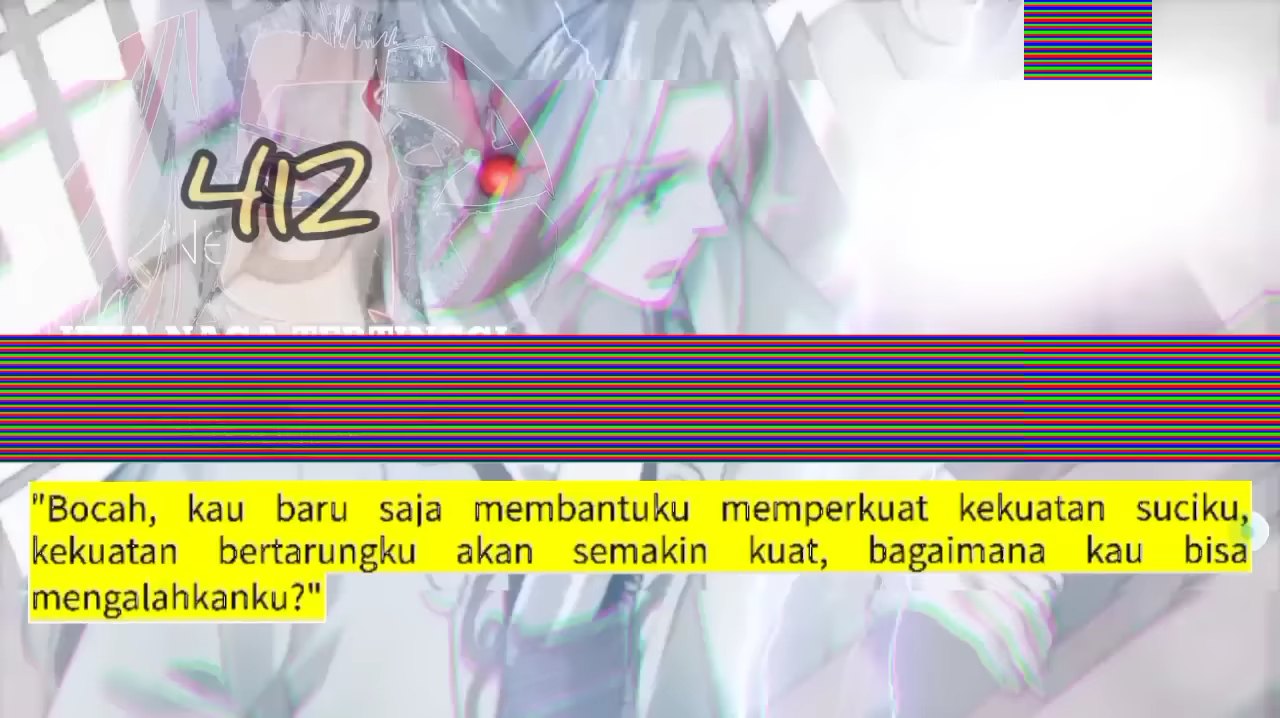 412
"Bocah, kau baru saja membantuku memperkuat kekuatan suciku,
kekuatan bertarungku akan semakin kuat, bagaimana kau bisa
mengalahkanku?"